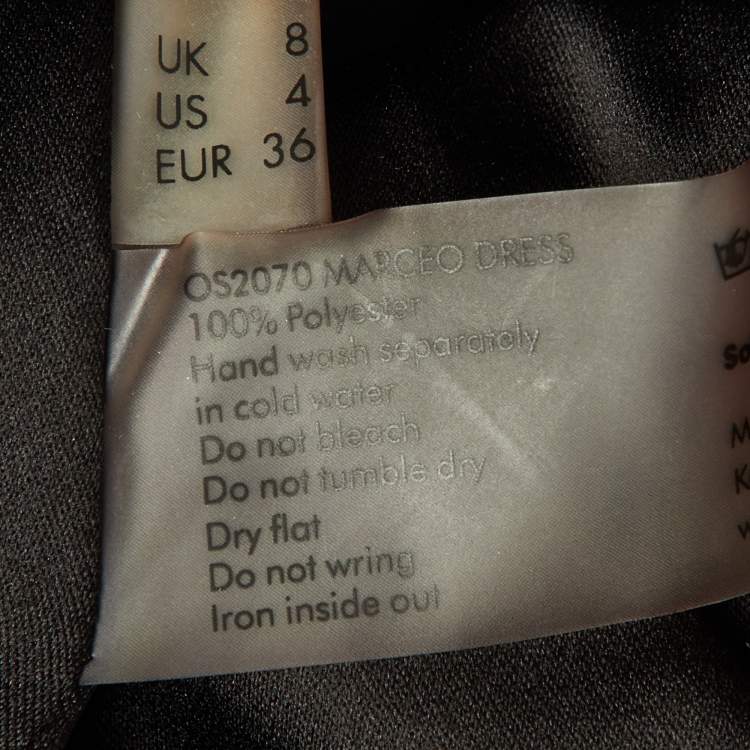 UK 8
US 4
EUR 36
OS2070 MARCEO DRESS
100% Polyester
Hand wash separately
in cold water
Do not bleach
Do not tumble dry
Dry flat
Do not wring
Iron inside out